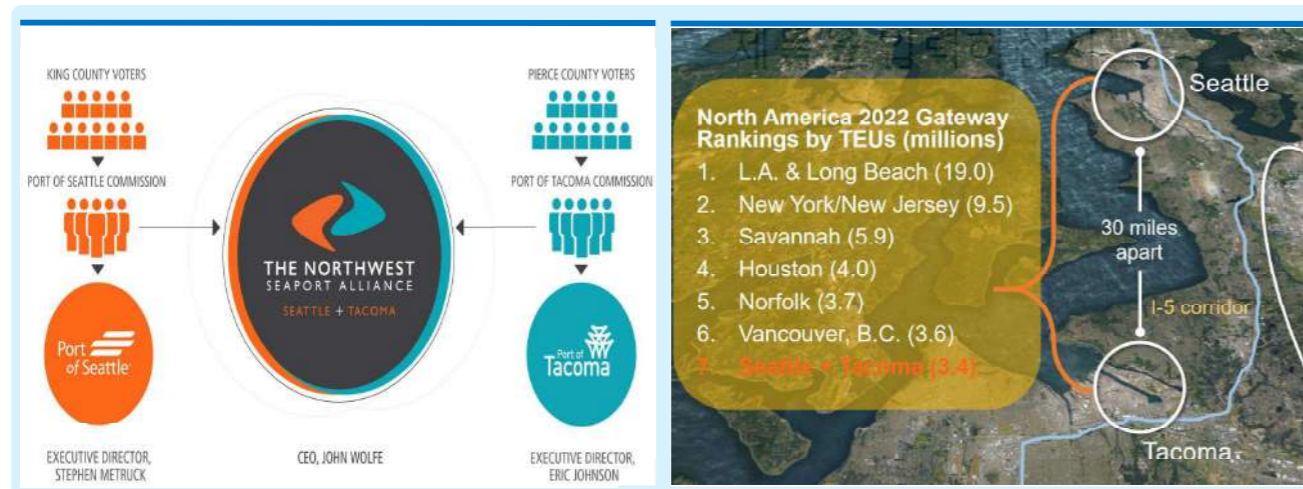 KING COUNTY VOTERS
PORT OF SEATTLE COMMISSION
Port
of Seattle
EXECUTIVE DIRECTOR,
STEPHEN METRUCK
THE NORTHWEST
SEAPORT ALLIANCE
SEATTLE + TACOMA
CEO, JOHN WOLFE
PIERCE COUNTY VOTERS
PORT OF TACOMA COMMISSION
Port of
Tacoma
EXECUTIVE DIRECTOR,
ERIC JOHNSON
North America 2022 Gateway
Rankings by TEUs (millions)
1. L.A. & Long Beach (19.0)
2. New York/New Jersey (9.5)
3. Savannah (5.9)
4. Houston (4.0)
5. Norfolk (3.7)
6. Vancouver, B.C. (3.6)
7. Seattle + Tacoma (3.4)
Seattle
30 miles
apart
I-5 corridor
Tacoma